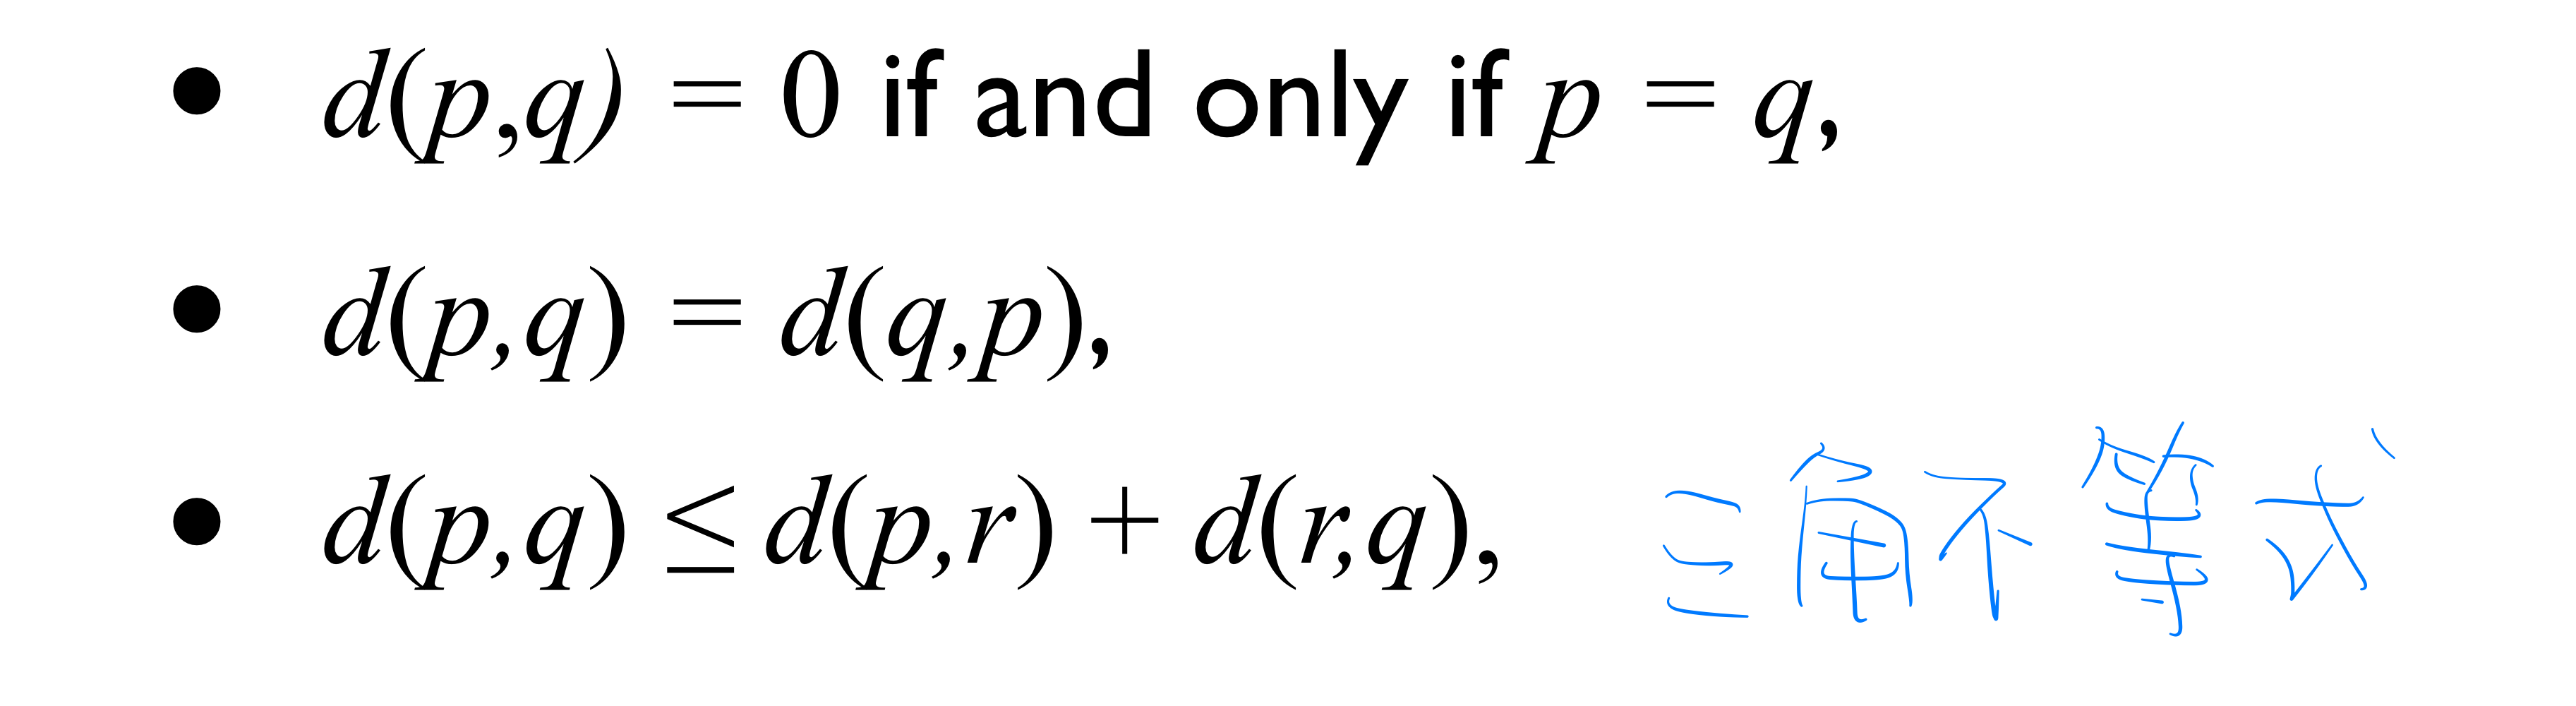 • d(p,q) = 0 if and only if p = q,
• d(p,q) = d(q,p),
• d(p,q) ≤ d(p,r) + d(r,q), 三角不等式